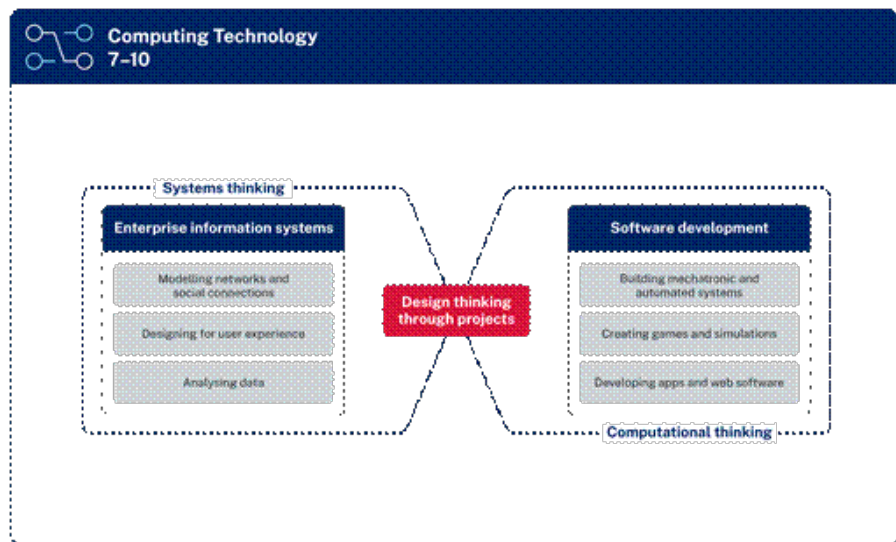 Computing Technology
7–10
Systems thinking
Enterprise information systems
Modelling networks and
social connections
Designing for user experience
Analysing data
Design thinking
through projects
Software development
Building mechatronic and
automated systems
Creating games and simulations
Developing apps and web software
Computational thinking